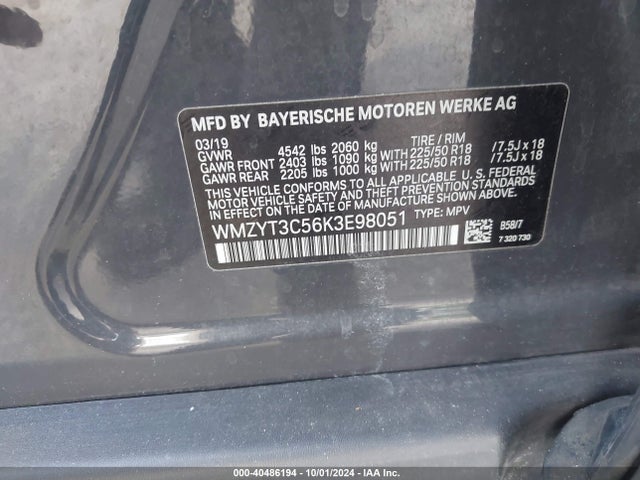 MFD BY BAYERISCHE MOTOREN WERKE AG
03/19 TIRE / RIM
GVWR 4542 lbs 2060 kg
GAWR FRONT 2403 lbs 1090 kg WITH 225/50 R18 /7.5J x 18
GAWR REAR 2205 lbs 1000 kg WITH 225/50 R18 /7.5J x 18
THIS VEHICLE CONFORMS TO ALL APPLICABLE U. S. FEDERAL
MOTOR VEHICLE SAFETY AND THEFT PREVENTION STANDARDS
IN EFFECT ON THE DATE OF MANUFACTURE SHOWN ABOVE.
WMZYT3C56K3E98051 TYPE: MPV
B5B/7
7 320 730
000-40486194 • 10/01/2024 • IAA Inc.